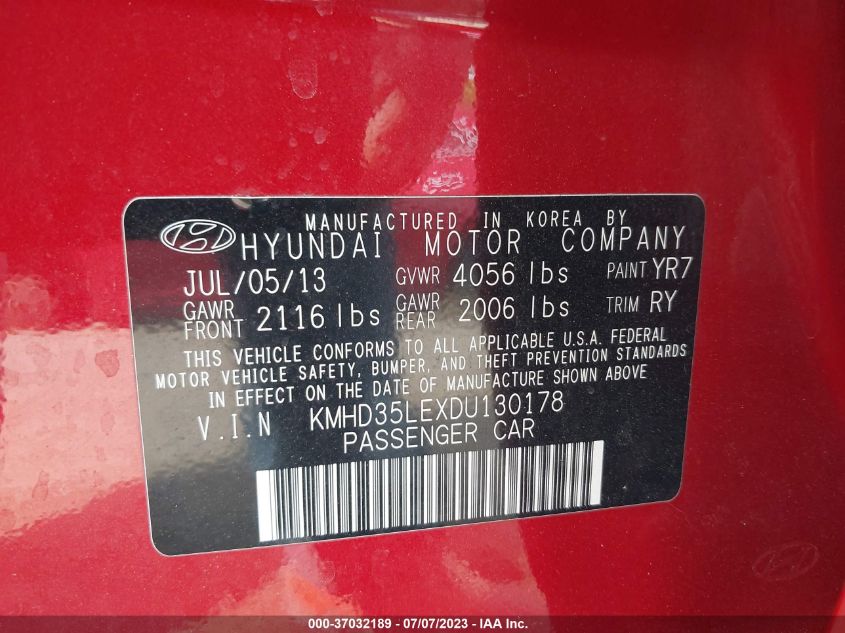 MANUFACTURED IN KOREA BY
HYUNDAI MOTOR COMPANY
JUL/05/13 GVWR 4056 lbs PAINT YR7
GAWR FRONT 2116 lbs GAWR REAR 2006 lbs TRIM RY
THIS VEHICLE CONFORMS TO ALL APPLICABLE U.S.A. FEDERAL
MOTOR VEHICLE SAFETY, BUMPER, AND THEFT PREVENTION STANDARDS
IN EFFECT ON THE DATE OF MANUFACTURE SHOWN ABOVE
V.I.N KMHD35LEXDU130178
PASSENGER CAR
000-37032189 - 07/07/2023 - IAA Inc.